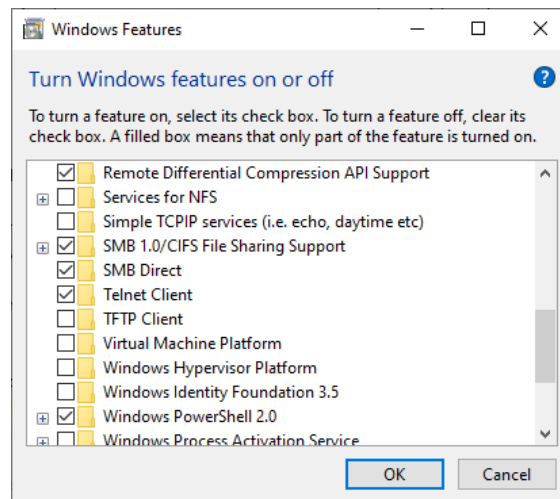 Windows Features
Turn Windows features on or off
?
To turn a feature on, select its check box. To turn a feature off, clear its
check box. A filled box means that only part of the feature is turned on.
Remote Differential Compression API Support
Services for NFS
Simple TCPIP services (i.e. echo, daytime etc)
SMB 1.0/CIFS File Sharing Support
SMB Direct
Telnet Client
TFTP Client
Virtual Machine Platform
Windows Hypervisor Platform
Windows Identity Foundation 3.5
Windows PowerShell 2.0
Windows Process Activation Service
OK
Cancel